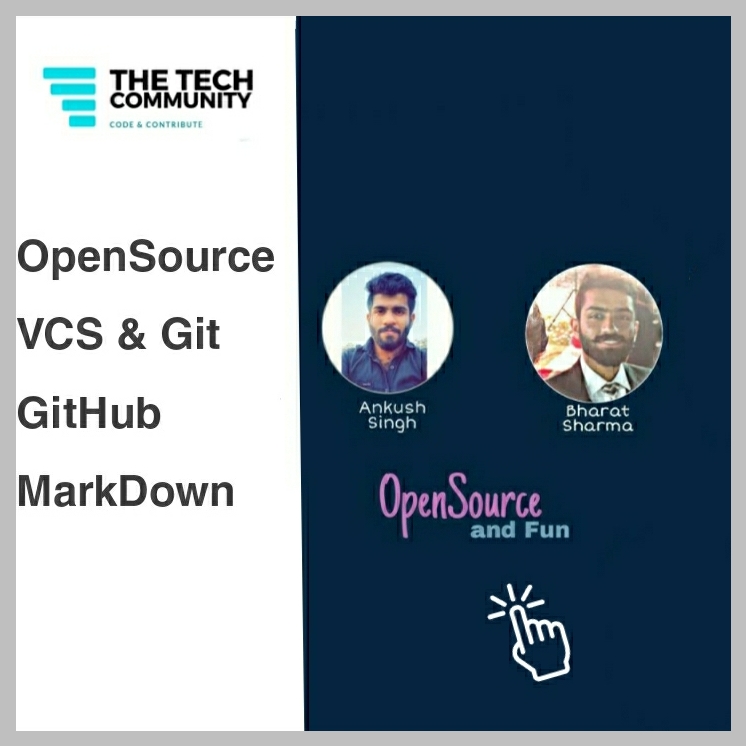 THE TECH
COMMUNITY
CODE & CONTRIBUTE
OpenSource
VCS & Git
GitHub
MarkDown
Ankush
Singh
Bharat
Sharma
OpenSource
and Fun